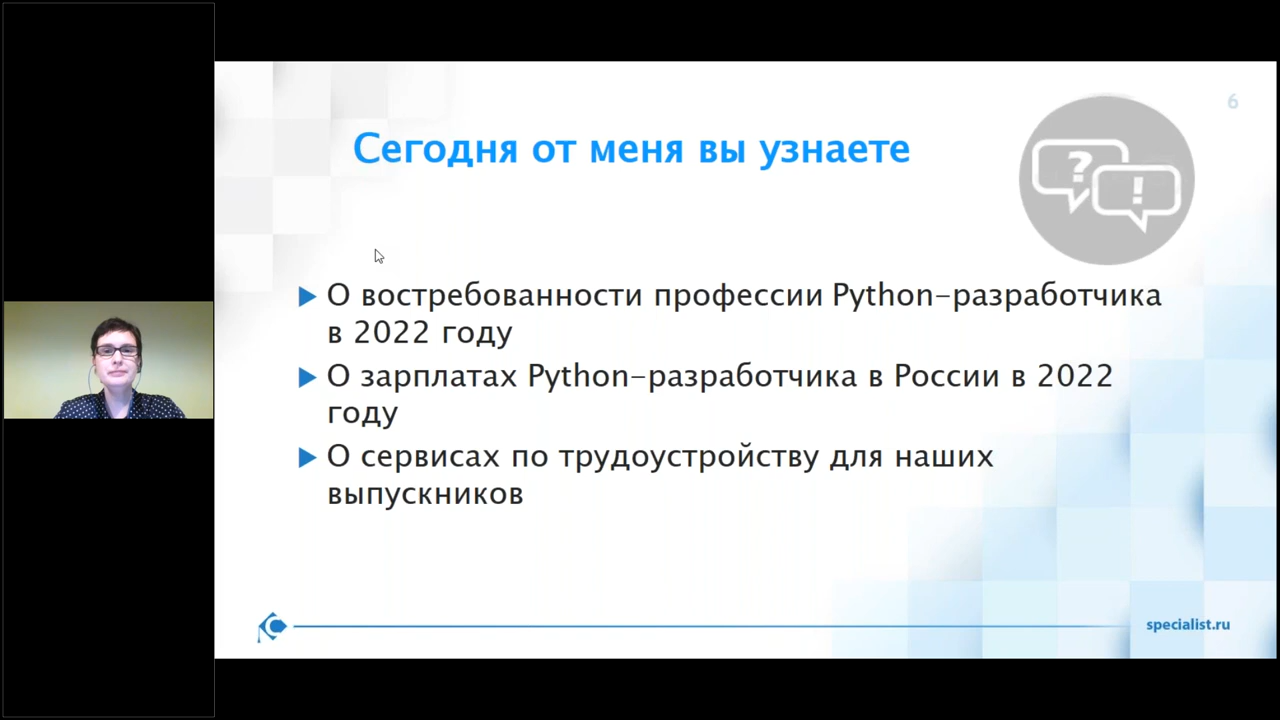 6
Сегодня от меня вы узнаете
? !
О востребованности профессии Python-разработчика
в 2022 году
О зарплатах Python-разработчика в России в 2022
году
О сервисах по трудоустройству для наших
выпускников
specialist.ru